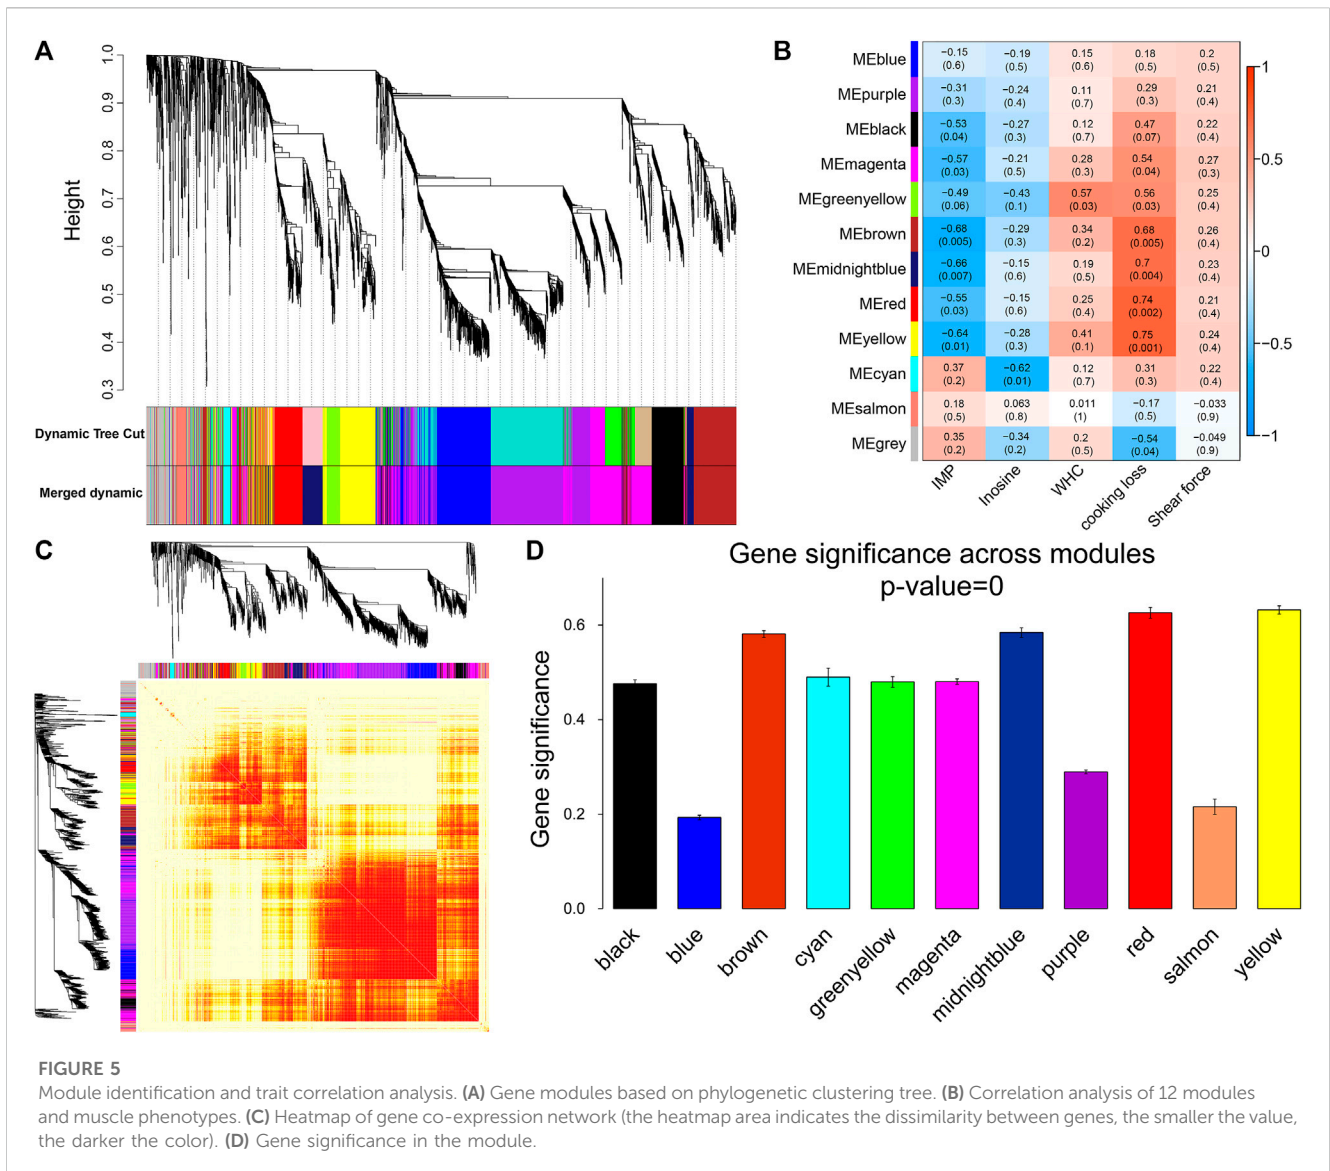 A
Height
1.0
0.9
0.8
0.7
0.6
0.5
0.4
0.3
Dynamic Tree Cut
Merged dynamic
B
MEblue
−0.15 −0.19 0.15 0.18 0.2
(0.6) (0.5) (0.6) (0.5) (0.5)
MEpurple
−0.31 −0.24 0.11 0.29 0.21
(0.3) (0.4) (0.7) (0.3) (0.4)
MEblack
−0.53 −0.27 0.12 0.47 0.22
(0.04) (0.3) (0.7) (0.07) (0.4)
MEmagenta
−0.57 −0.21 0.28 0.54 0.27
(0.03) (0.5) (0.3) (0.04) (0.3)
MEgreenyellow
−0.49 −0.43 0.57 0.56 0.25
(0.06) (0.1) (0.03) (0.03) (0.4)
MEbrown
−0.68 −0.29 0.34 0.68 0.26
(0.005) (0.3) (0.2) (0.005) (0.4)
MEmidnightblue
−0.66 −0.15 0.19 0.7 0.23
(0.007) (0.6) (0.5) (0.004) (0.4)
MEred
−0.55 −0.15 0.25 0.74 0.21
(0.03) (0.6) (0.4) (0.002) (0.4)
MEyellow
−0.64 −0.28 0.41 0.75 0.24
(0.01) (0.3) (0.1) (0.001) (0.4)
MEcyan
0.37 −0.62 0.12 0.31 0.22
(0.2) (0.01) (0.7) (0.3) (0.4)
MEsalmon
0.18 0.063 0.011 −0.17 −0.033
(0.5) (0.8) (1) (0.5) (0.9)
MEgrey
0.35 −0.34 0.2 −0.54 −0.049
(0.2) (0.2) (0.5) (0.04) (0.9)
IMP Inosine WHC cooking loss Shear force
1
0.5
0
−0.5
−1
C
D
Gene significance across modules
p-value=0
Gene significance
0.6
0.4
0.2
0.0
black blue brown cyan greenyellow magenta midnightblue purple red salmon yellow
FIGURE 5
Module identification and trait correlation analysis. (A) Gene modules based on phylogenetic clustering tree. (B) Correlation analysis of 12 modules
and muscle phenotypes. (C) Heatmap of gene co-expression network (the heatmap area indicates the dissimilarity between genes, the smaller the value,
the darker the color). (D) Gene significance in the module.